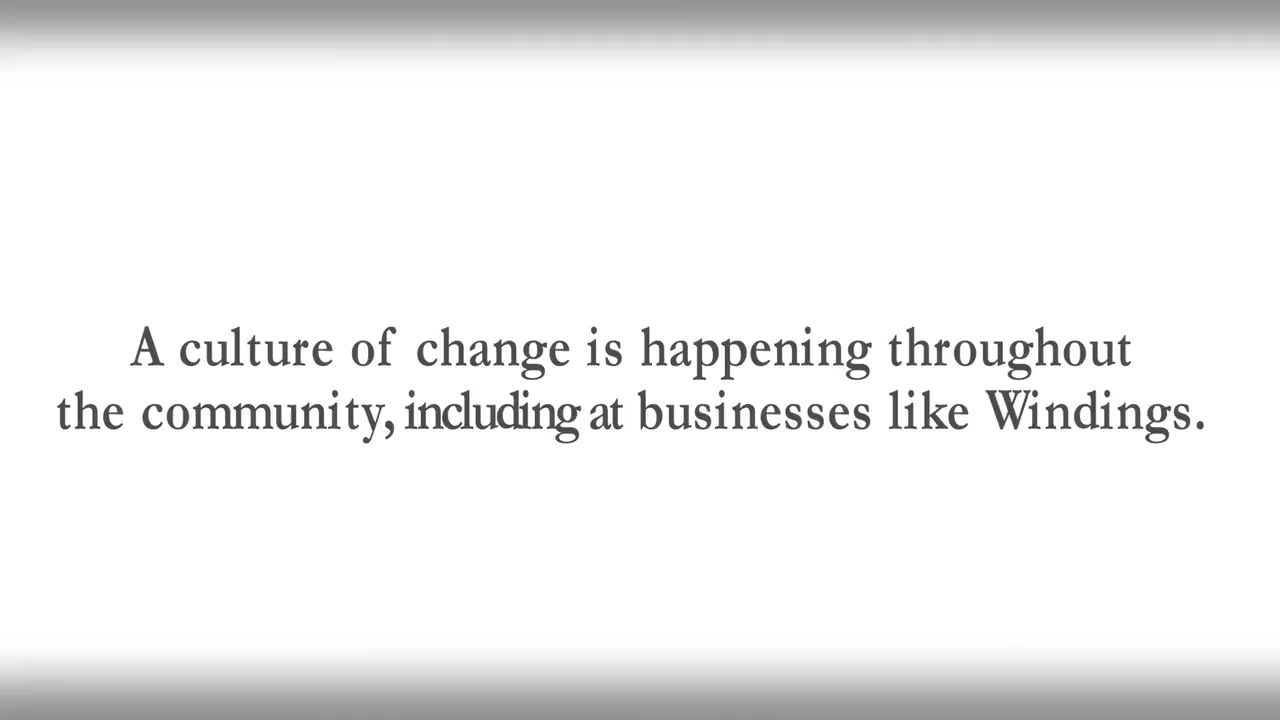 A culture of change is happening throughout
the community, including at businesses like Windings.